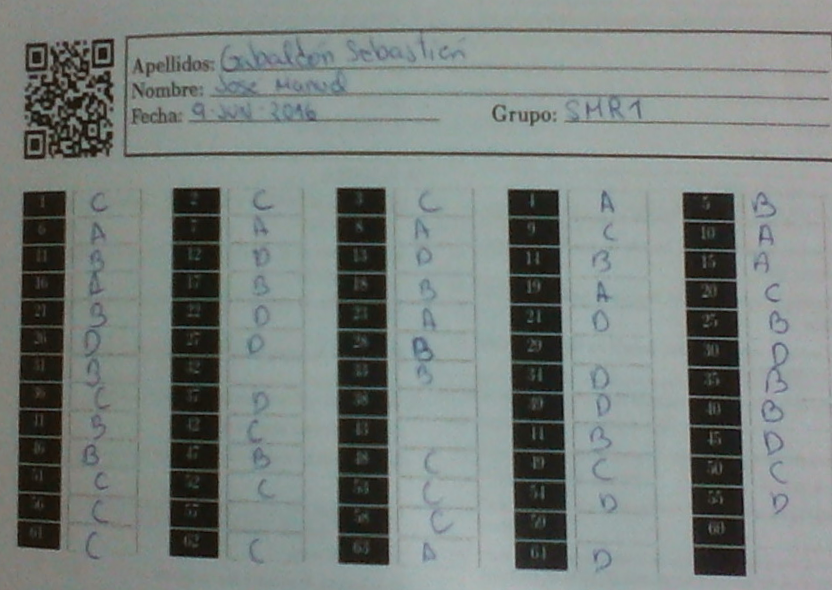 Apellidos: Gabaldón Sebastián
Nombre: Jose Manuel
Fecha: 9-JUN-2016 Grupo: SMR1
1 C 2 C 3 C 4 A 5 B
6 A 7 A 8 A 9 C 10 A
11 B 12 D 13 D 14 B 15 A
16 A 17 B 18 B 19 A 20 C
21 B 22 D 23 A 24 D 25 B
26 D 27 D 28 B 29 30 D
31 B 32 33 B 34 D 35 B
36 C 37 D 38 39 D 40 B
41 B 42 C 43 44 B 45 D
46 B 47 B 48 C 49 C 50 C
51 C 52 C 53 C 54 D 55 D
56 C 57 58 C 59 60
61 C 62 C 63 A 64 D